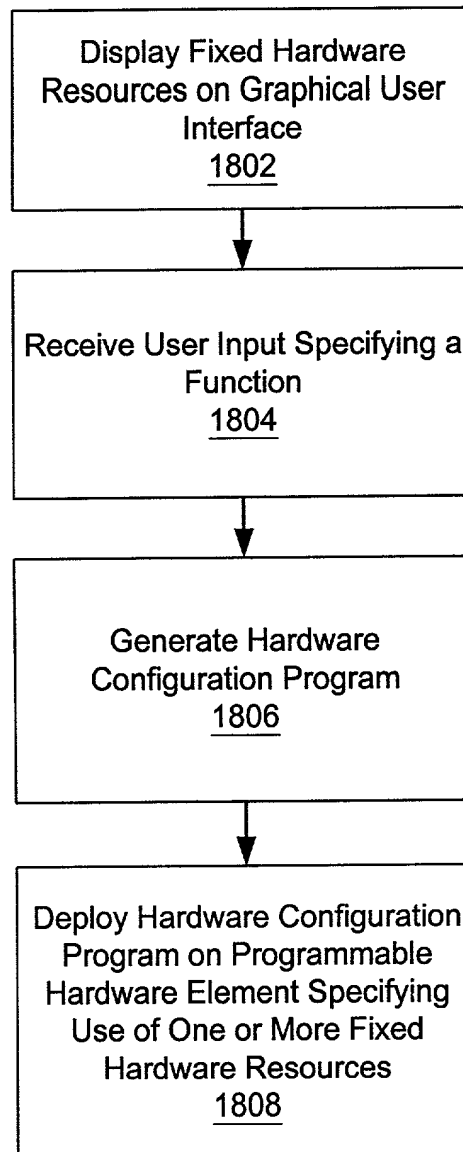 Display Fixed Hardware
Resources on Graphical User
Interface
1802
Receive User Input Specifying a
Function
1804
Generate Hardware
Configuration Program
1806
Deploy Hardware Configuration
Program on Programmable
Hardware Element Specifying
Use of One or More Fixed
Hardware Resources
1808